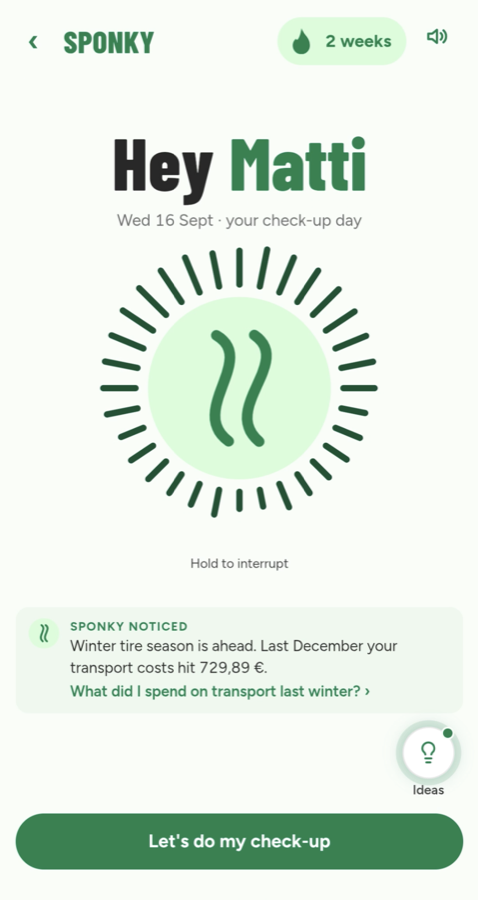 ‹ SPONKY
2 weeks
Hey Matti
Wed 16 Sept · your check-up day
Hold to interrupt
SPONKY NOTICED
Winter tire season is ahead. Last December your
transport costs hit 729,89 €.
What did I spend on transport last winter? ›
Ideas
Let's do my check-up